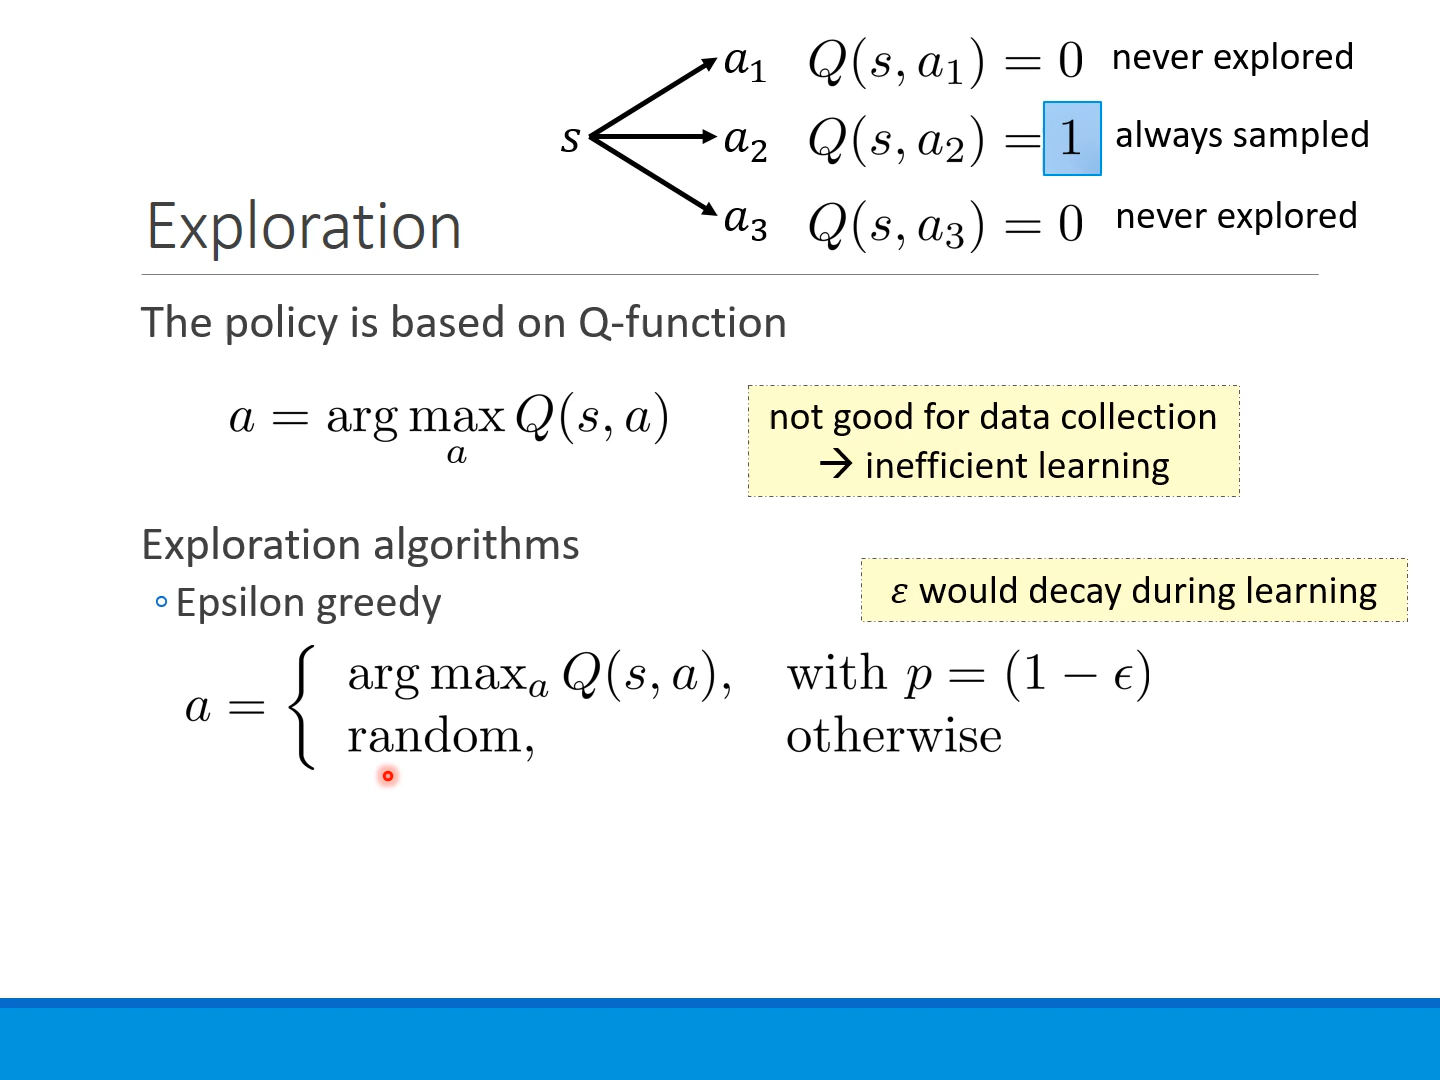 a₁ Q(s, a₁) = 0 never explored
s a₂ Q(s, a₂) = 1 always sampled
a₃ Q(s, a₃) = 0 never explored
Exploration
The policy is based on Q-function
a = arg max Q(s, a)
a
not good for data collection
→ inefficient learning
Exploration algorithms
ε would decay during learning
◦ Epsilon greedy
a = { arg maxₐ Q(s, a), with p = (1 − ϵ)
random, otherwise